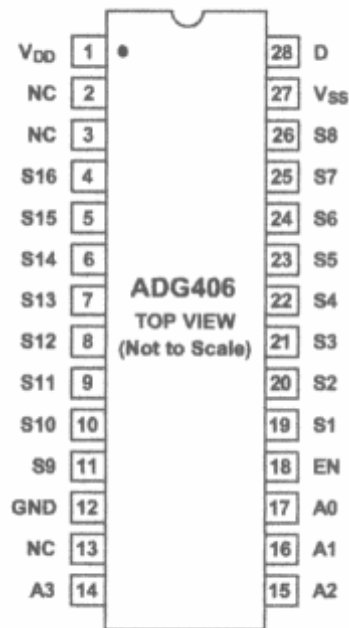 VDD 1 28 D
NC 2 27 VSS
NC 3 26 S8
S16 4 25 S7
S15 5 24 S6
S14 6 23 S5
S13 7 ADG406 22 S4
TOP VIEW
S12 8 (Not to Scale) 21 S3
S11 9 20 S2
S10 10 19 S1
S9 11 18 EN
GND 12 17 A0
NC 13 16 A1
A3 14 15 A2